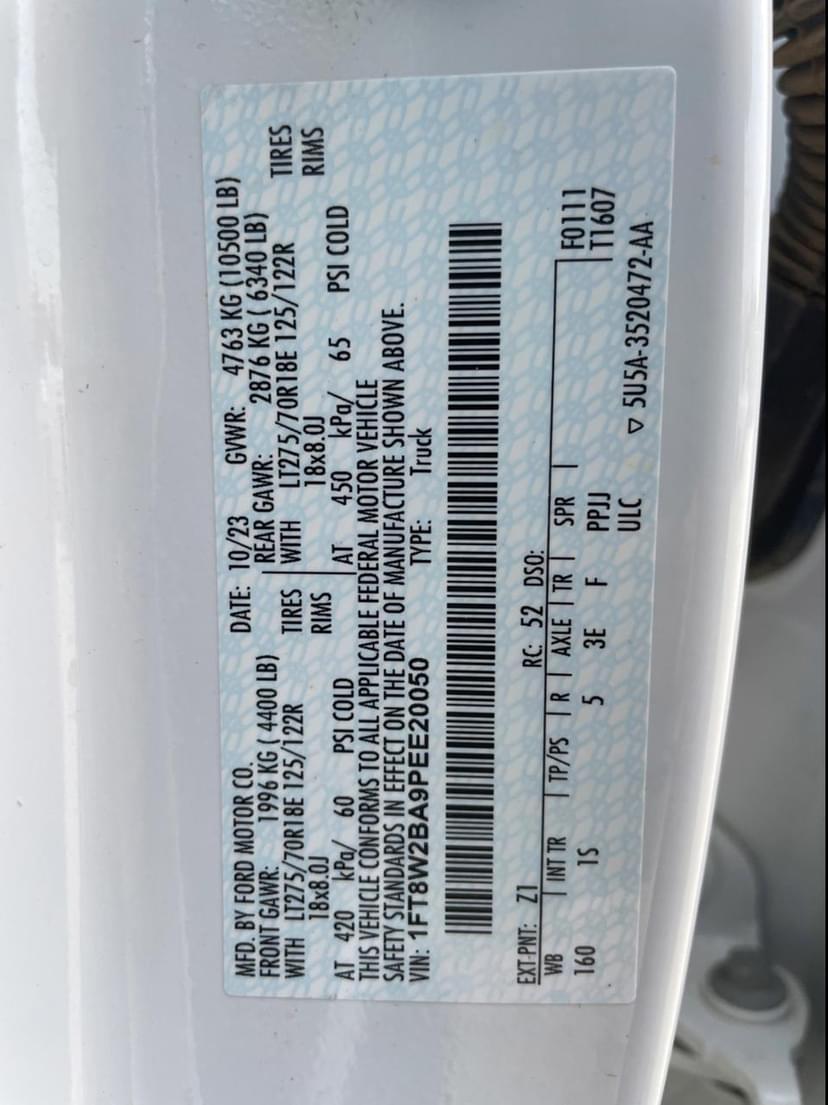 MFD. BY FORD MOTOR CO. DATE: 10/23 GVWR: 4763 KG (10500 LB)
FRONT GAWR: 1996 KG ( 4400 LB) REAR GAWR: 2876 KG ( 6340 LB)
WITH LT275/70R18E 125/122R TIRES WITH LT275/70R18E 125/122R TIRES
18x8.0J RIMS 18x8.0J RIMS
AT 420 kPa/ 60 PSI COLD AT 450 kPa/ 65 PSI COLD
THIS VEHICLE CONFORMS TO ALL APPLICABLE FEDERAL MOTOR VEHICLE
SAFETY STANDARDS IN EFFECT ON THE DATE OF MANUFACTURE SHOWN ABOVE.
VIN: 1FT8W2BA9PEE20050 TYPE: Truck
EXT-PNT: Z1 RC: 52 DSO:
WB INT TR TP/PS R AXLE TR SPR F0111
160 1S 5 3E F PPJJ T1607
ULC
▽ 5U5A-3520472-AA